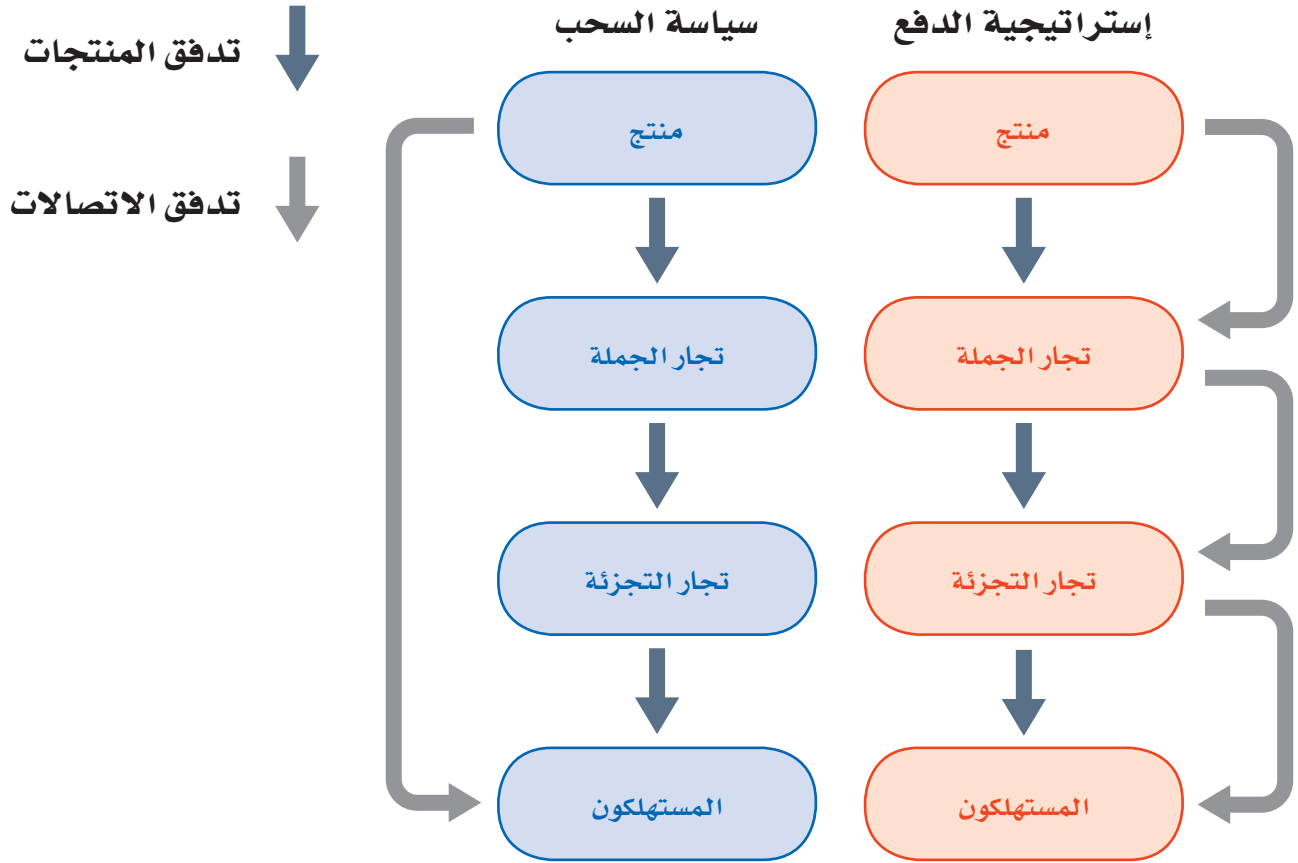 إستراتيجية الدفع
منتج
تجار الجملة
تجار التجزئة
المستهلكون
سياسة السحب
منتج
تجار الجملة
تجار التجزئة
المستهلكون
تدفق المنتجات
تدفق الاتصالات